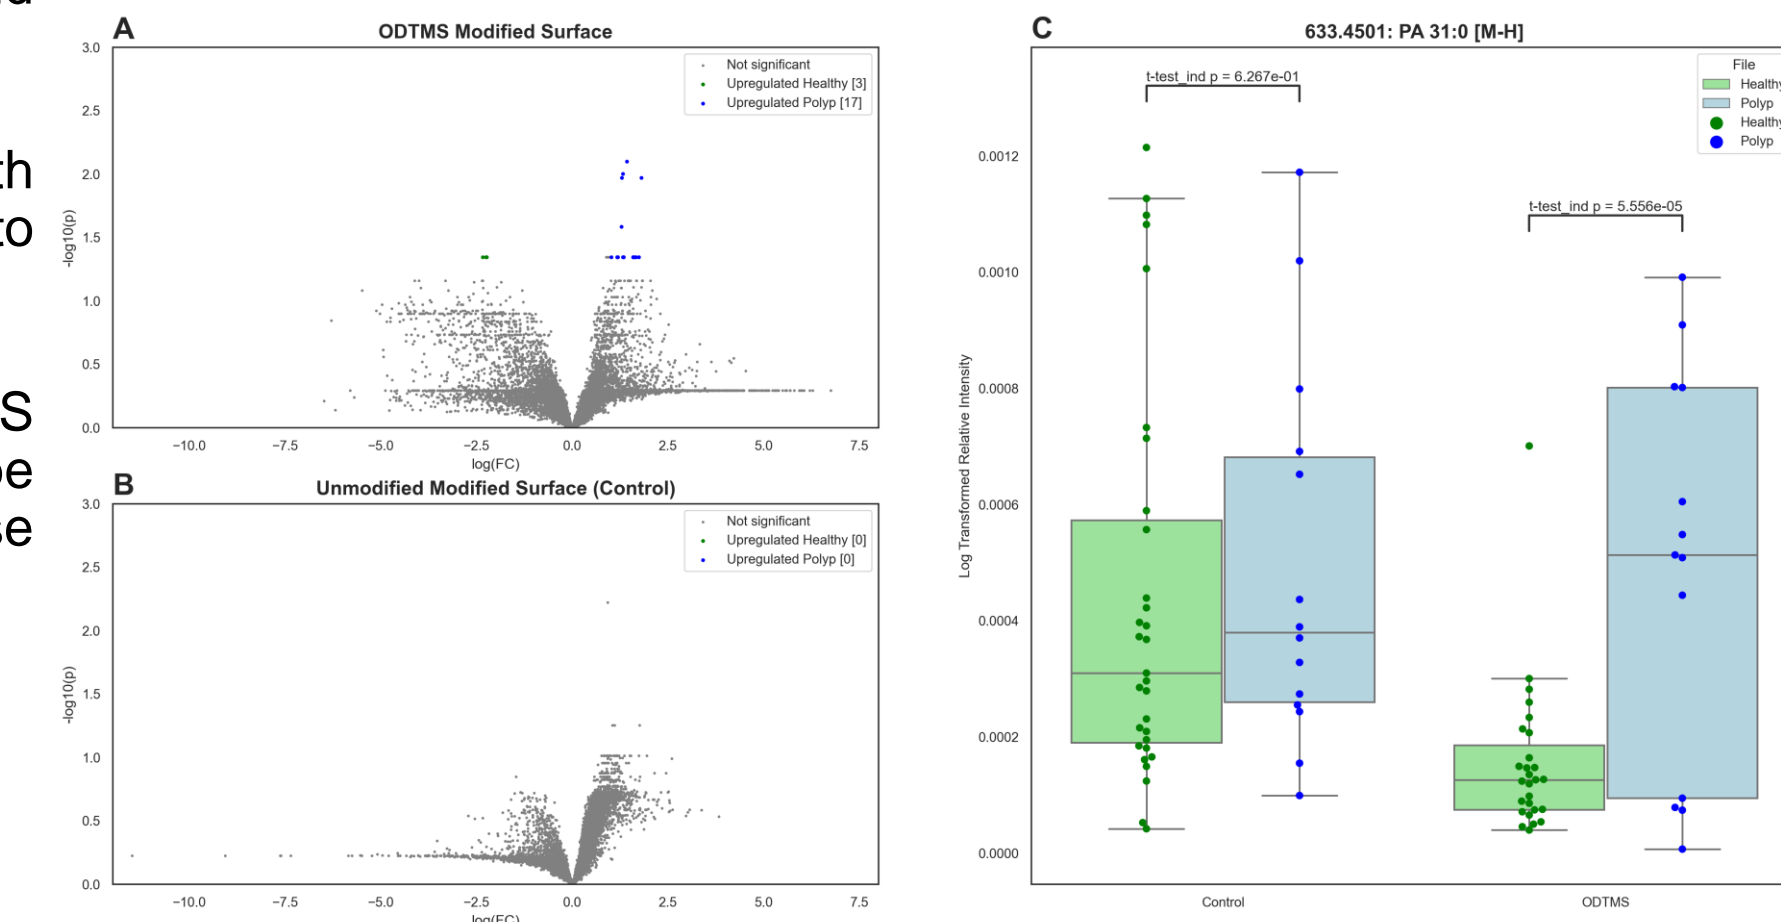 th
to
S
pe
se
A
ODTMS Modified Surface
3.0
2.5
2.0
1.5
1.0
0.5
0.0
-log10(p)
Not significant
Upregulated Healthy [3]
Upregulated Polyp [17]
−10.0 −7.5 −5.0 −2.5 0.0 2.5 5.0 7.5
log(FC)
B
Unmodified Modified Surface (Control)
3.0
2.5
2.0
1.5
1.0
0.5
0.0
-log10(p)
Not significant
Upregulated Healthy [0]
Upregulated Polyp [0]
−10.0 −7.5 −5.0 −2.5 0.0 2.5 5.0 7.5
log(FC)
C
633.4501: PA 31:0 [M-H]
File
Healthy
Polyp
Healthy
Polyp
t-test_ind p = 6.267e-01
t-test_ind p = 5.556e-05
Log Transformed Relative Intensity
0.0012
0.0010
0.0008
0.0006
0.0004
0.0002
0.0000
Control ODTMS